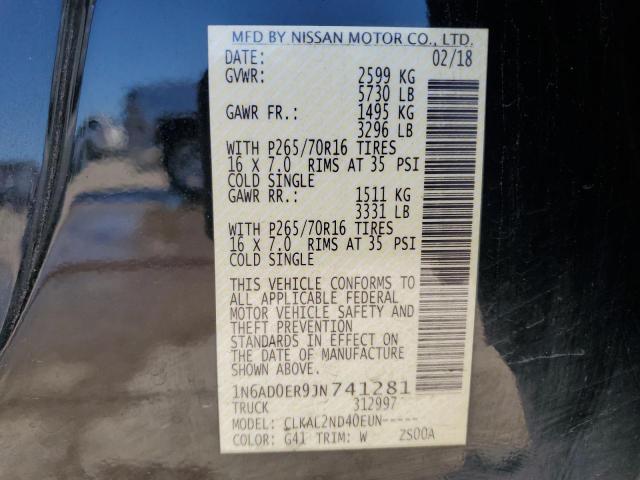 MFD BY NISSAN MOTOR CO., LTD.
DATE: 02/18
GVWR: 2599 KG
5730 LB
GAWR FR.: 1495 KG
3296 LB
WITH P265/70R16 TIRES
16 X 7.0 RIMS AT 35 PSI
COLD SINGLE
GAWR RR.: 1511 KG
3331 LB
WITH P265/70R16 TIRES
16 X 7.0 RIMS AT 35 PSI
COLD SINGLE
THIS VEHICLE CONFORMS TO
ALL APPLICABLE FEDERAL
MOTOR VEHICLE SAFETY AND
THEFT PREVENTION
STANDARDS IN EFFECT ON
THE DATE OF MANUFACTURE
SHOWN ABOVE.
1N6AD0ER9JN741281
TRUCK 312997
MODEL: CLKAL2ND40EUN-----
COLOR: G41 TRIM: W ZS00A